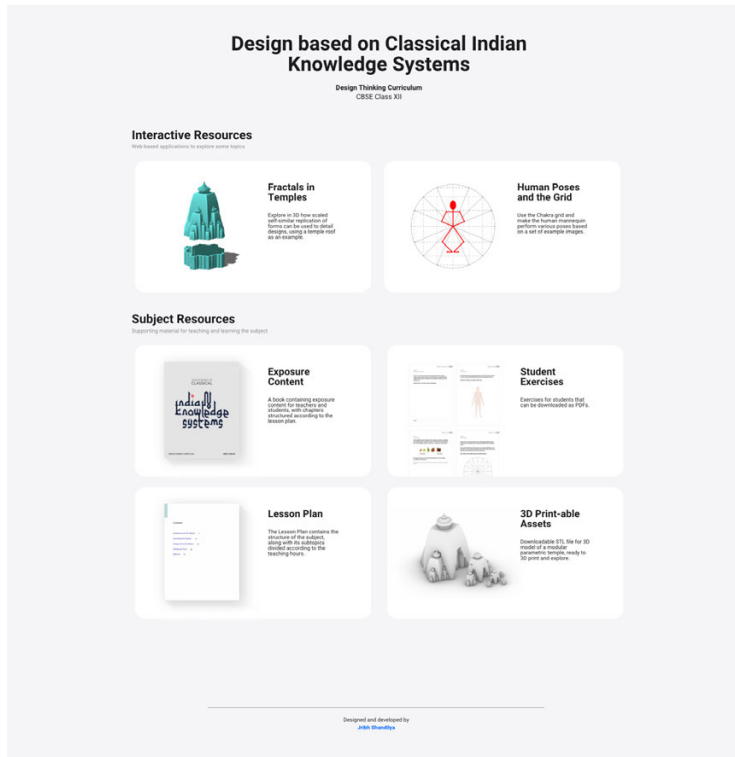 Design based on Classical Indian
Knowledge Systems
Design Thinking Curriculum
CBSE Class XII
Interactive Resources
Web-based applications to explore some topics
Fractals in
Temples
Explore in 3D how scaled
self-similar replication of
forms can be used to detail
designs, using a temple roof
as an example.
Human Poses
and the Grid
Use the Chakra grid and
make the human mannequin
perform various poses based
on a set of example images.
Subject Resources
Supporting material for teaching and learning the subject
CLASSICAL
indian
knowledge
systems
Exposure
Content
A book containing exposure
content for teachers and
students, with chapters
structured according to the
lesson plan.
Student
Exercises
Exercises for students that
can be downloaded as PDFs.
Lesson Plan
The Lesson Plan contains the
structure of the subject,
along with its subtopics
divided according to the
teaching hours.
3D Print-able
Assets
Downloadable STL file for 3D
model of a modular
parametric temple, ready to
3D print and explore.
Designed and developed by